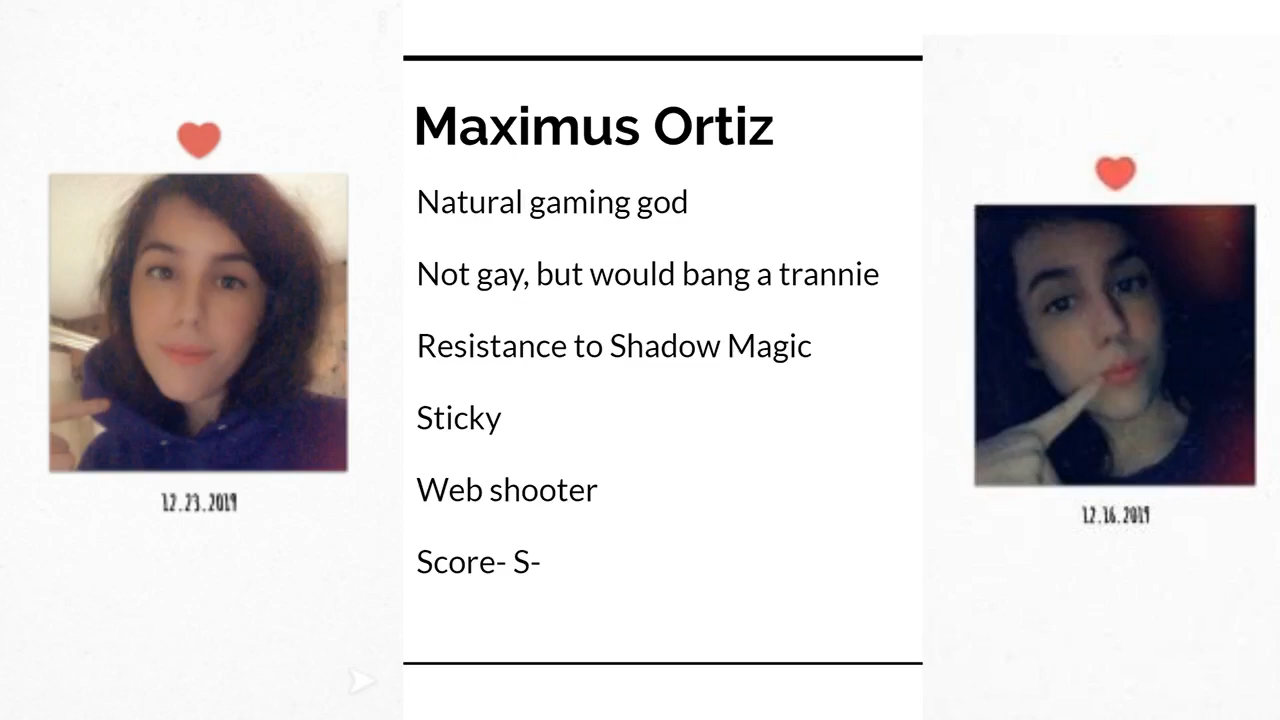 Maximus Ortiz
Natural gaming god
Not gay, but would bang a trannie
Resistance to Shadow Magic
Sticky
Web shooter
Score- S-
12.23.2019
12.16.2019